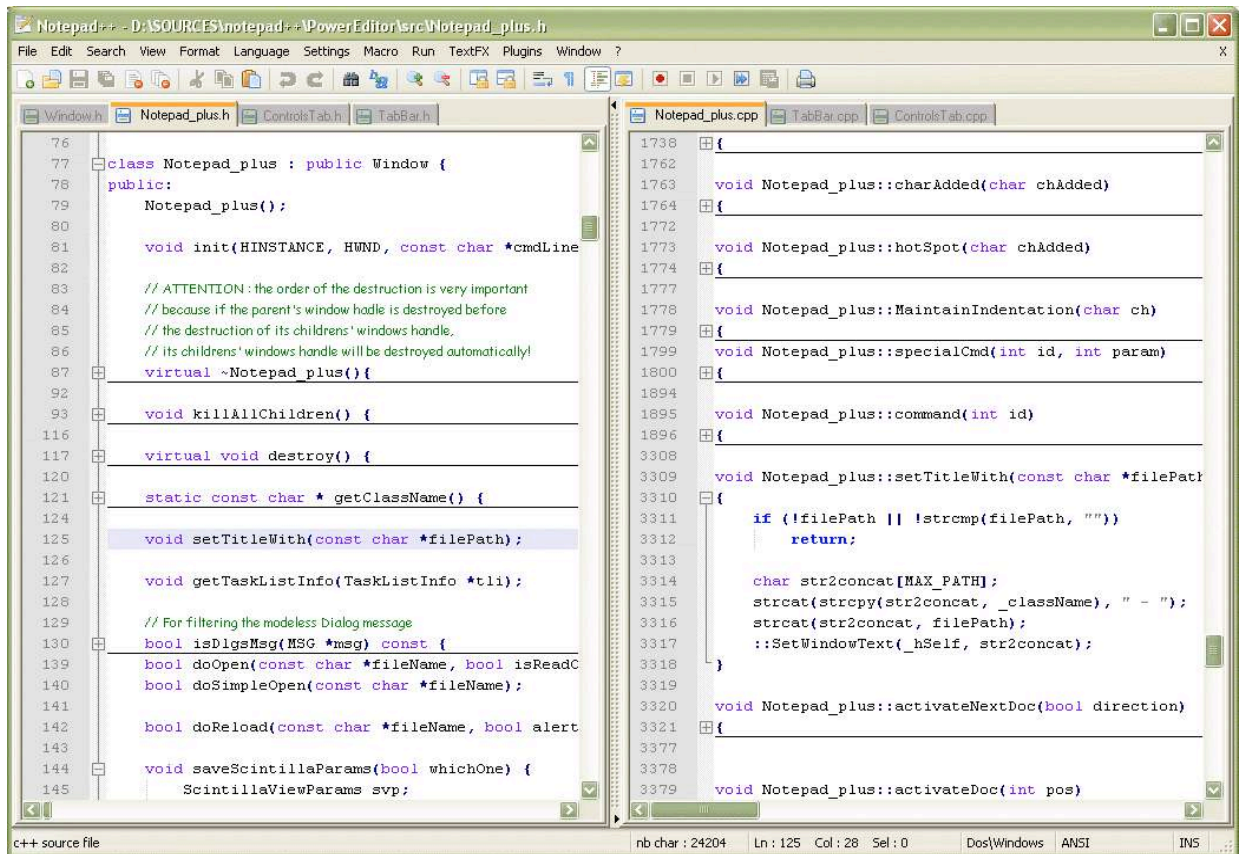 Notepad++ - D:\SOURCES\notepad++\PowerEditor\src\Notepad_plus.h
File Edit Search View Format Language Settings Macro Run TextFX Plugins Window ? X
Window.h Notepad_plus.h ControlsTab.h TabBar.h
76
77 class Notepad_plus : public Window {
78 public:
79 Notepad_plus();
80
81 void init(HINSTANCE, HWND, const char *cmdLine
82
83 // ATTENTION : the order of the destruction is very important
84 // because if the parent's window hadle is destroyed before
85 // the destruction of its childrens' windows handle,
86 // its childrens' windows handle will be destroyed automatically!
87 virtual ~Notepad_plus(){
92
93 void killAllChildren() {
116
117 virtual void destroy() {
120
121 static const char * getClassName() {
124
125 void setTitleWith(const char *filePath);
126
127 void getTaskListInfo(TaskListInfo *tli);
128
129 // For filtering the modeless Dialog message
130 bool isDlgsMsg(MSG *msg) const {
139 bool doOpen(const char *fileName, bool isReadO
140 bool doSimpleOpen(const char *fileName);
141
142 bool doReload(const char *fileName, bool alert
143
144 void saveScintillaParams(bool whichOne) {
145 ScintillaViewParams svp;
Notepad_plus.cpp TabBar.cpp ControlsTab.cpp
1738 {
1762
1763 void Notepad_plus::charAdded(char chAdded)
1764 {
1772
1773 void Notepad_plus::hotSpot(char chAdded)
1774 {
1777
1778 void Notepad_plus::MaintainIndentation(char ch)
1779 {
1799 void Notepad_plus::specialCmd(int id, int param)
1800 {
1894
1895 void Notepad_plus::command(int id)
1896 {
3308
3309 void Notepad_plus::setTitleWith(const char *filePath
3310 {
3311 if (!filePath || !strcmp(filePath, ""))
3312 return;
3313
3314 char str2concat[MAX_PATH];
3315 strcat(strcpy(str2concat, _className), " - ");
3316 strcat(str2concat, filePath);
3317 ::SetWindowText(_hSelf, str2concat);
3318 }
3319
3320 void Notepad_plus::activateNextDoc(bool direction)
3321 {
3377
3378
3379 void Notepad_plus::activateDoc(int pos)
c++ source file nb char : 24204 Ln : 125 Col : 28 Sel : 0 Dos\Windows ANSI INS